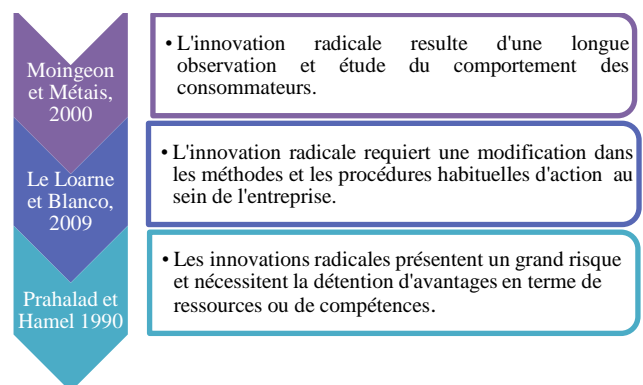 Moingeon
et Métais,
2000
• L'innovation radicale resulte d'une longue
observation et étude du comportement des
consommateurs.
Le Loarne
et Blanco,
2009
• L'innovation radicale requiert une modification dans
les méthodes et les procédures habituelles d'action au
sein de l'entreprise.
Prahalad et
Hamel 1990
• Les innovations radicales présentent un grand risque
et nécessitent la détention d'avantages en terme de
ressources ou de compétences.